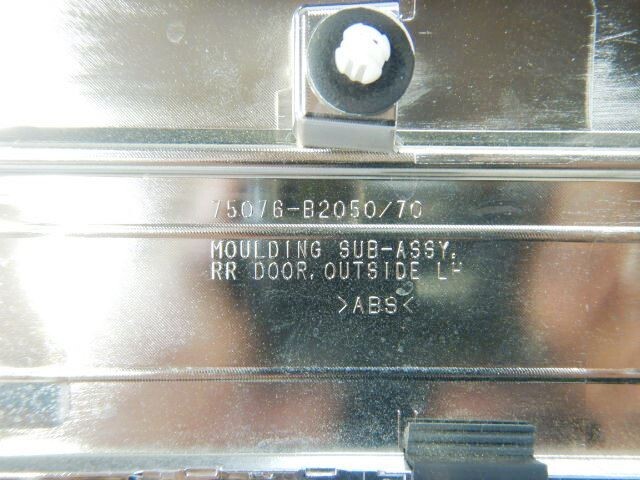 75076-B2050/70
MOULDING SUB-ASSY,
RR DOOR, OUTSIDE LH
>ABS<